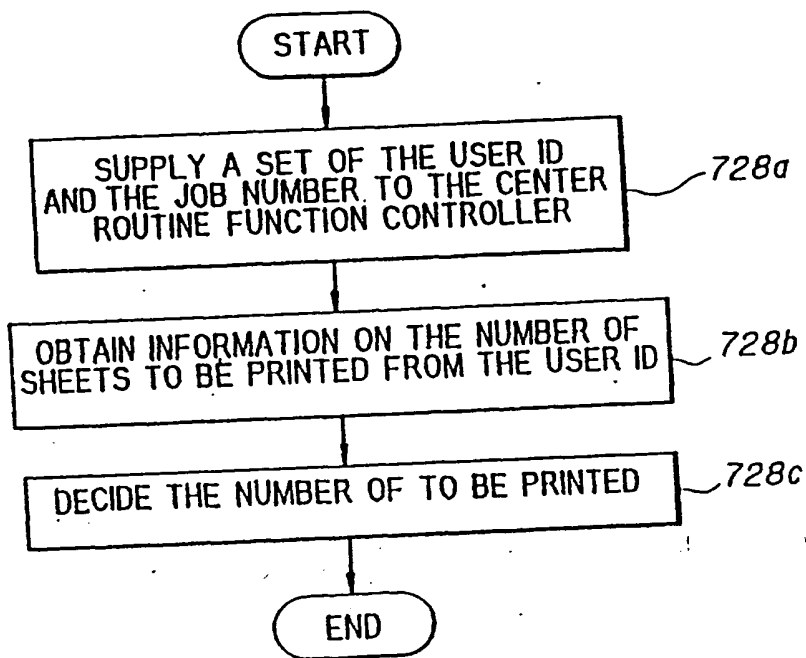 START
SUPPLY A SET OF THE USER ID
AND THE JOB NUMBER TO THE CENTER
ROUTINE FUNCTION CONTROLLER
728a
OBTAIN INFORMATION ON THE NUMBER OF
SHEETS TO BE PRINTED FROM THE USER ID
728b
DECIDE THE NUMBER OF TO BE PRINTED
728c
END